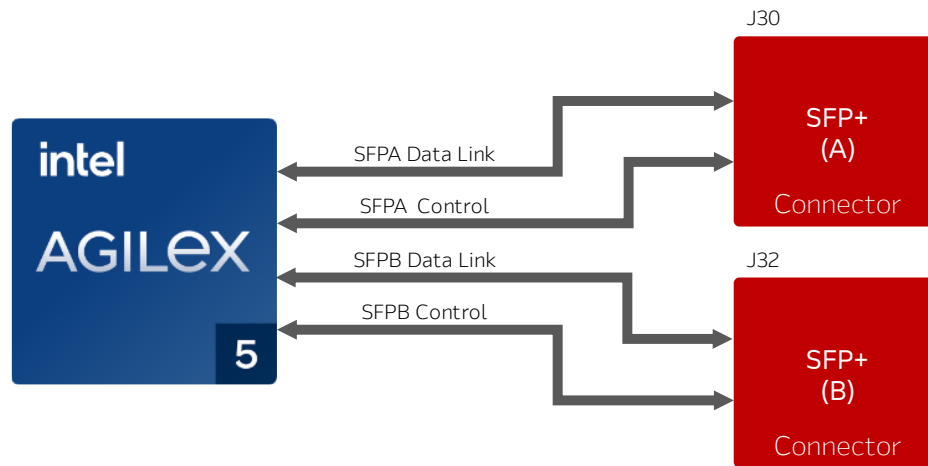 J30
SFP+
(A)
Connector
SFPA Data Link
intel
SFPA Control
AGILEX
SFPB Data Link
J32
SFPB Control
5
SFP+
(B)
Connector